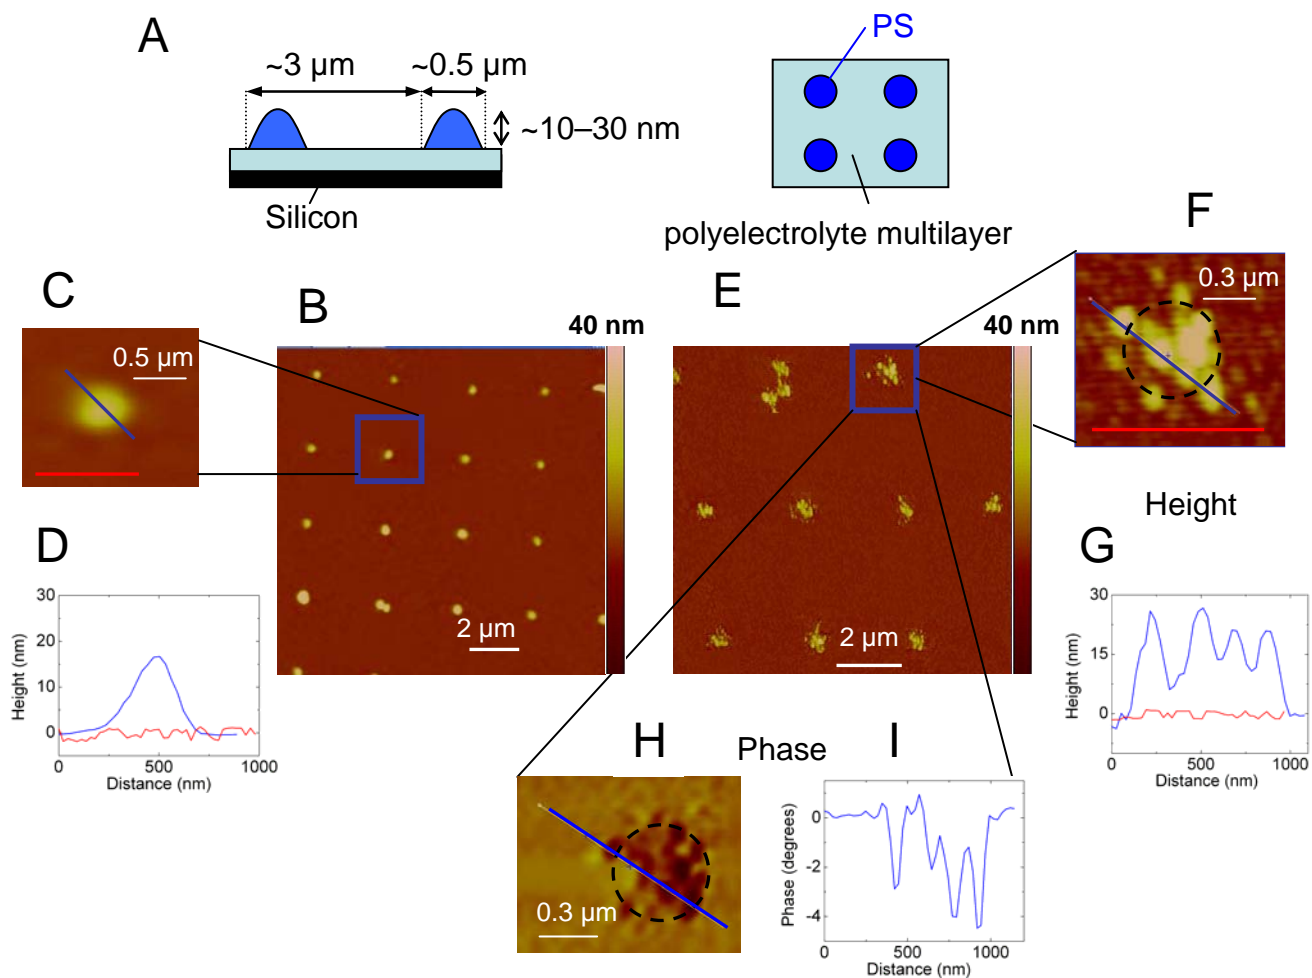 A
PS
~3 µm
~0.5 µm
~10–30 nm
Silicon
polyelectrolyte multilayer
F
C
B
E
40 nm
40 nm
0.3 µm
0.5 µm
2 µm
2 µm
Height
D
30
20
10
0
Height (nm)
0
500
1000
Distance (nm)
G
30
15
0
Height (nm)
0
500
1000
Distance (nm)
H
Phase
I
0.3 µm
0
-2
-4
Phase (degrees)
0
500
1000
Distance (nm)